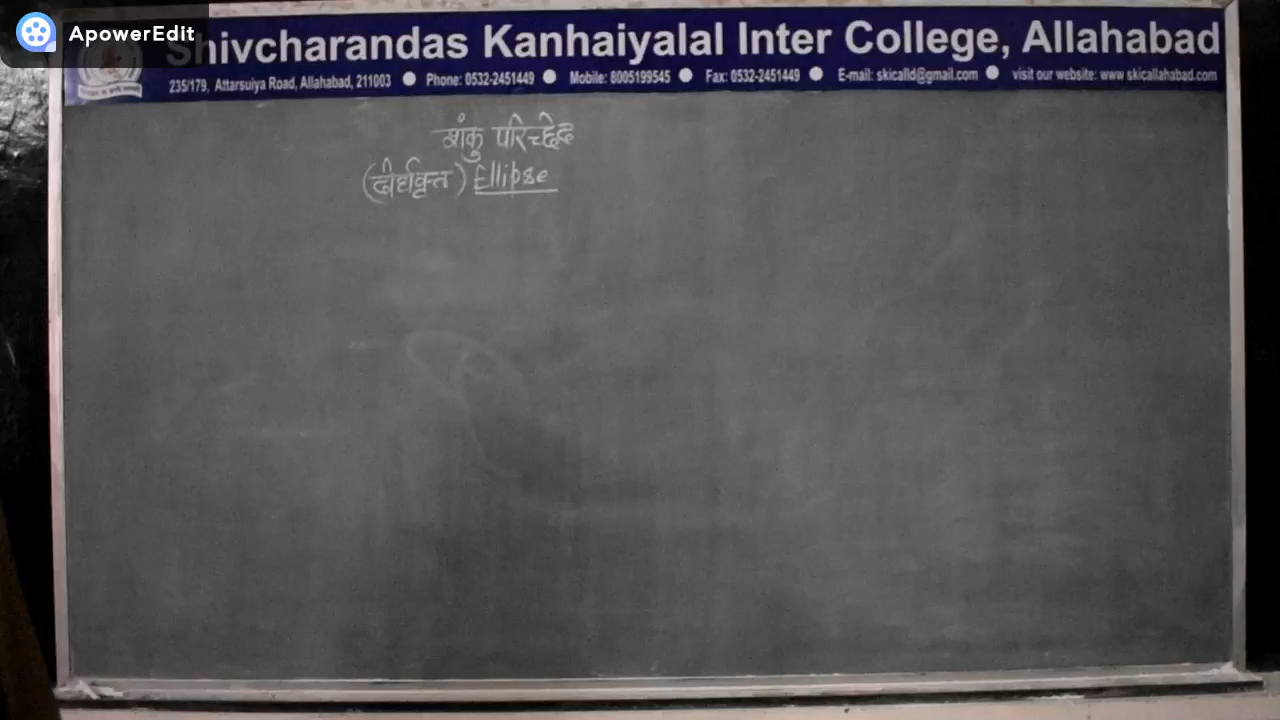 ApowerEdit
Shivcharandas Kanhaiyalal Inter College, Allahabad
235/179, Attarsuiya Road, Allahabad, 211003 ● Phone: 0532-2451449 ● Mobile: 8005199545 ● Fax: 0532-2451449 ● E-mail: skicalld@gmail.com ● visit our website: www skicallahabad.com
शंकु परिच्छेद
(दीर्घवृत्त) Ellipse